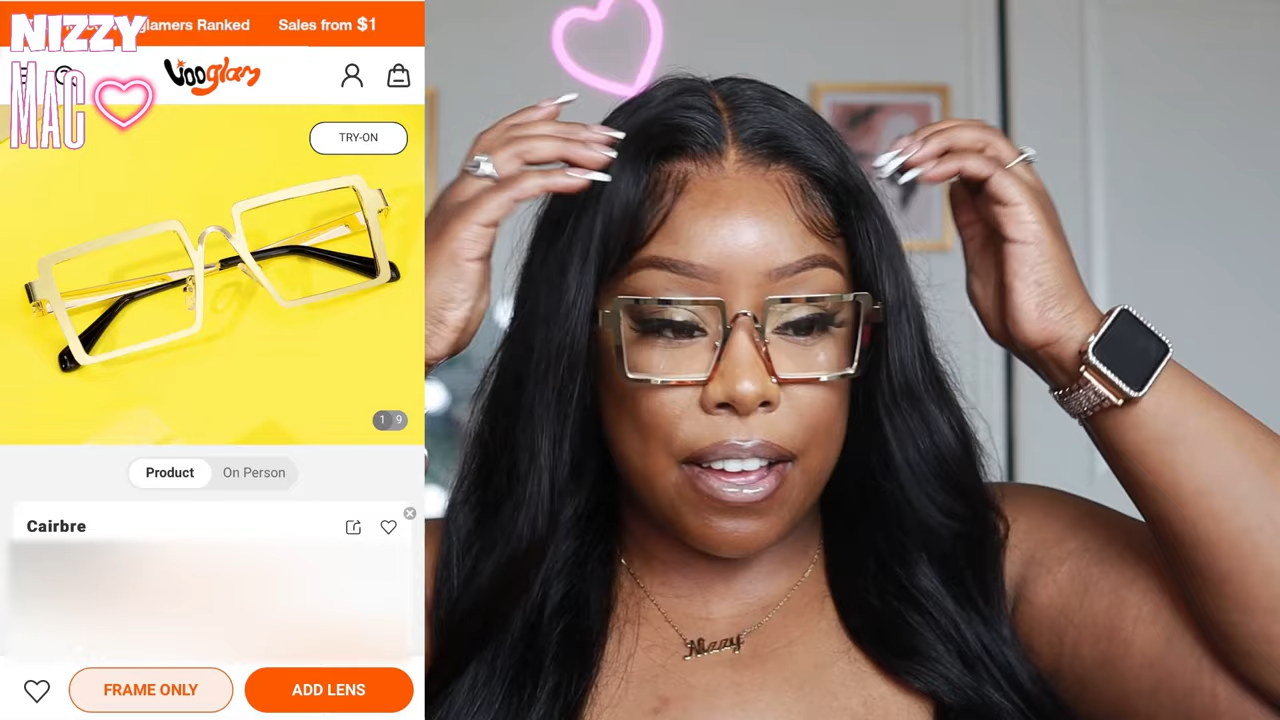 NIZZY
MAC
glamers Ranked Sales from $1
Vooglam
TRY-ON
1 9
Product On Person
Cairbre
FRAME ONLY ADD LENS
Nizzy